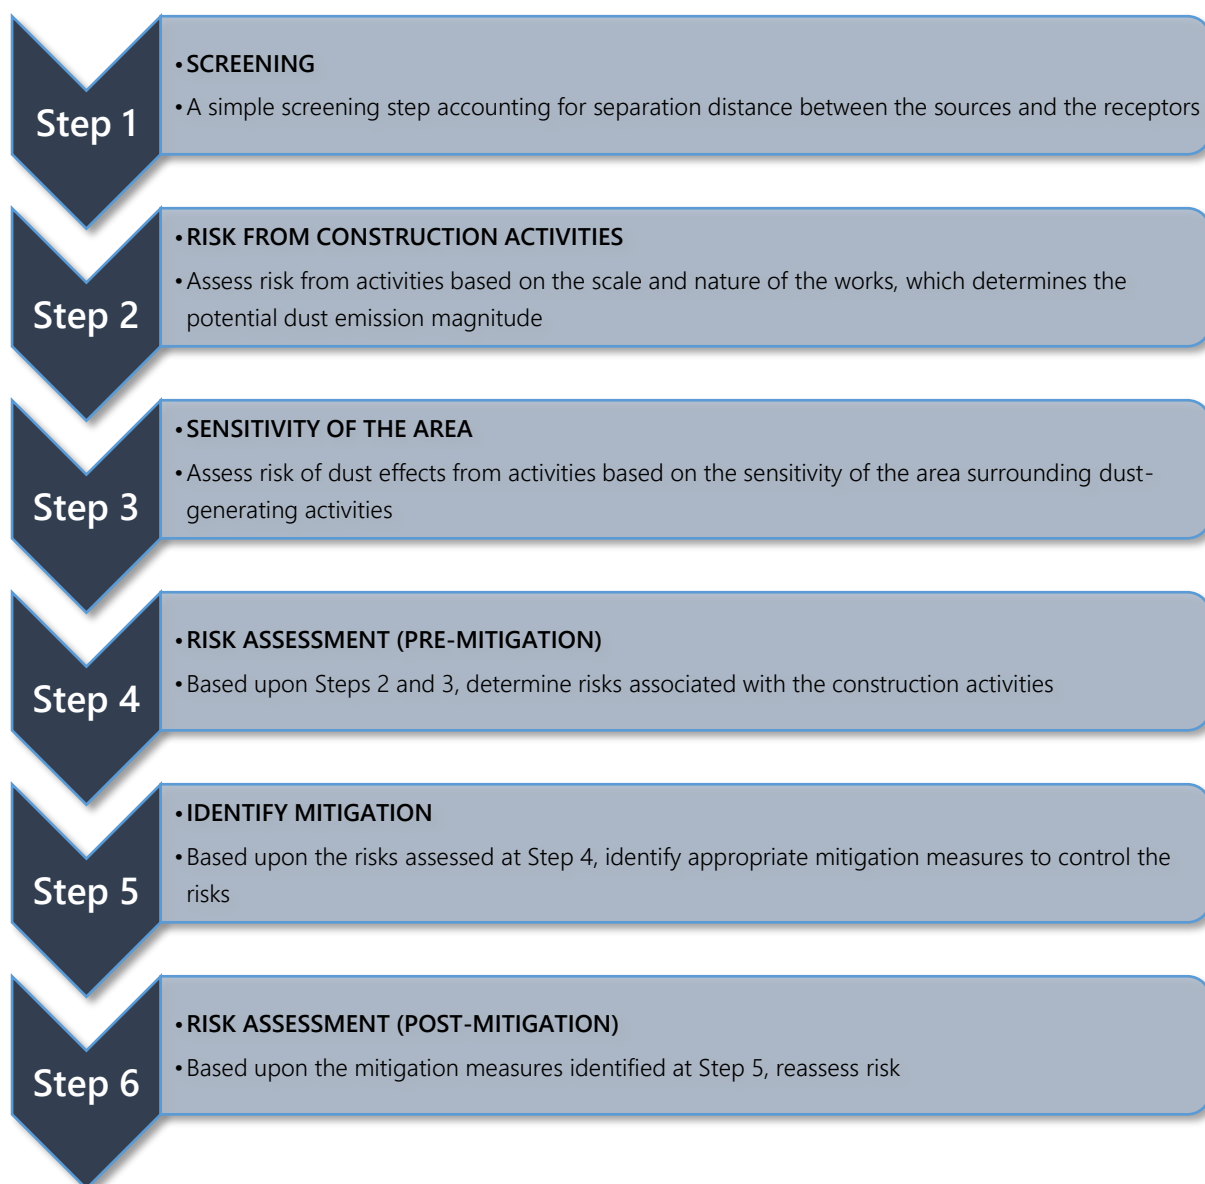 Step 1
•SCREENING
•A simple screening step accounting for separation distance between the sources and the receptors
Step 2
•RISK FROM CONSTRUCTION ACTIVITIES
•Assess risk from activities based on the scale and nature of the works, which determines the
potential dust emission magnitude
Step 3
•SENSITIVITY OF THE AREA
•Assess risk of dust effects from activities based on the sensitivity of the area surrounding dust-
generating activities
Step 4
•RISK ASSESSMENT (PRE-MITIGATION)
•Based upon Steps 2 and 3, determine risks associated with the construction activities
Step 5
•IDENTIFY MITIGATION
•Based upon the risks assessed at Step 4, identify appropriate mitigation measures to control the
risks
Step 6
•RISK ASSESSMENT (POST-MITIGATION)
•Based upon the mitigation measures identified at Step 5, reassess risk